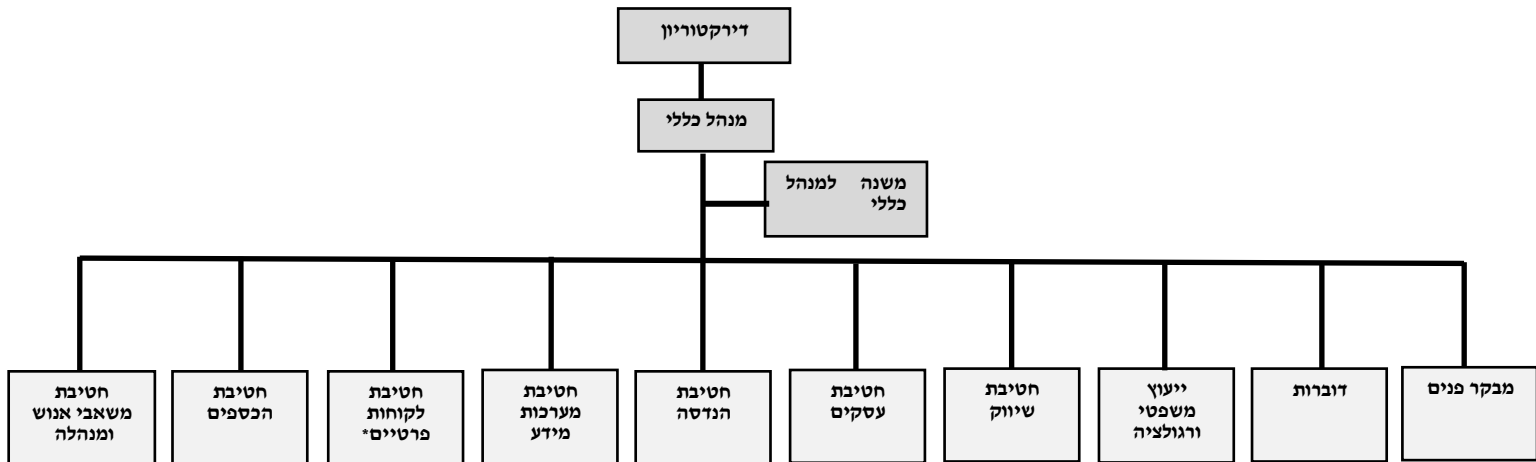 דירקטוריון
מנהל כללי
משנה למנהל
כללי
מבקר פנים
דוברות
ייעוץ
משפטי
ורגולציה
חטיבת
שיווק
חטיבת
עסקים
חטיבת
הנדסה
חטיבת
מערכות
מידע
חטיבת
לקוחות
פרטיים*
חטיבת
הכספים
חטיבת
משאבי אנוש
ומנהלה